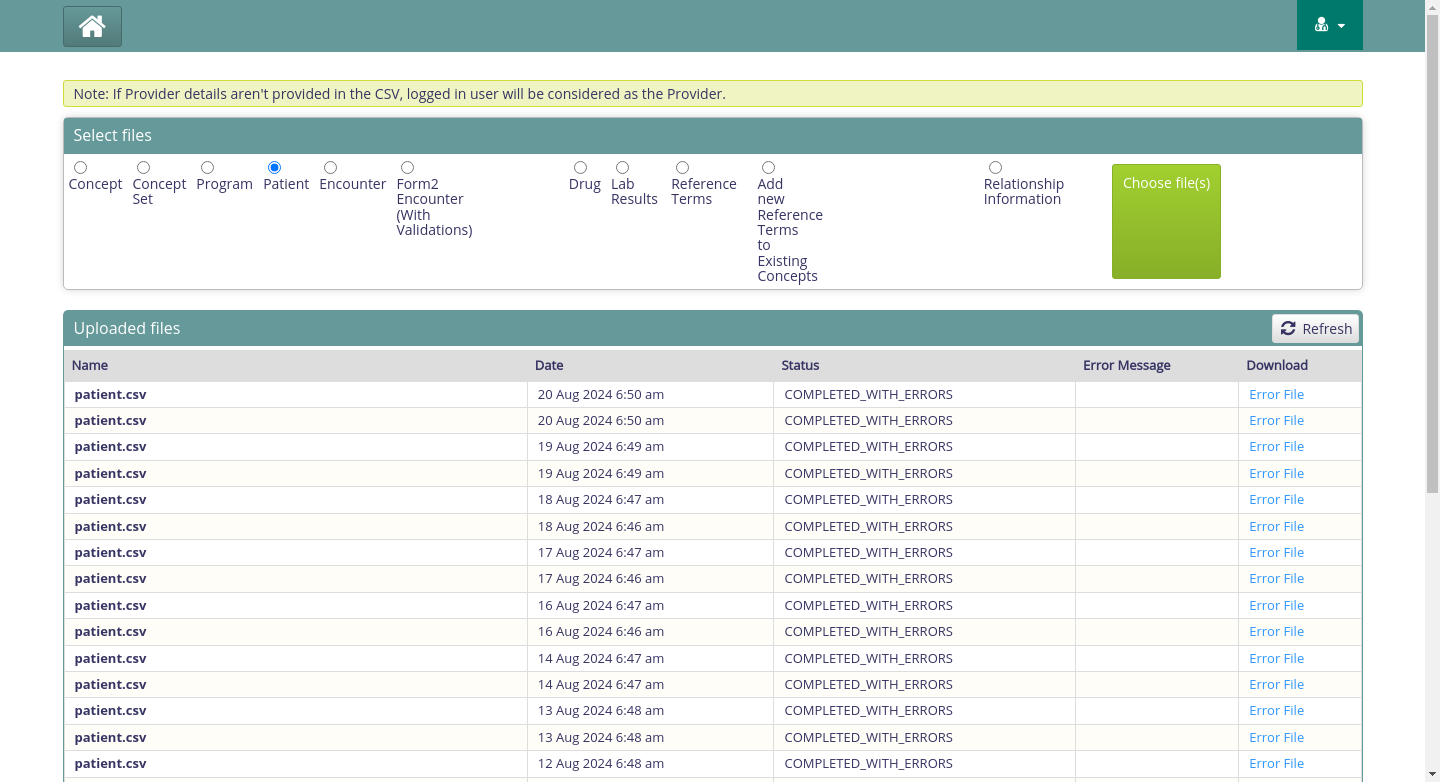 Note: If Provider details aren't provided in the CSV, logged in user will be considered as the Provider.
Select files
Concept
Concept Set
Program
Patient
Encounter
Form2 Encounter (With Validations)
Drug
Lab Results
Reference Terms
Add new Reference Terms to Existing Concepts
Relationship Information
Choose file(s)
Uploaded files
Refresh
Name Date Status Error Message Download
patient.csv 20 Aug 2024 6:50 am COMPLETED_WITH_ERRORS Error File
patient.csv 20 Aug 2024 6:50 am COMPLETED_WITH_ERRORS Error File
patient.csv 19 Aug 2024 6:49 am COMPLETED_WITH_ERRORS Error File
patient.csv 19 Aug 2024 6:49 am COMPLETED_WITH_ERRORS Error File
patient.csv 18 Aug 2024 6:47 am COMPLETED_WITH_ERRORS Error File
patient.csv 18 Aug 2024 6:46 am COMPLETED_WITH_ERRORS Error File
patient.csv 17 Aug 2024 6:47 am COMPLETED_WITH_ERRORS Error File
patient.csv 17 Aug 2024 6:46 am COMPLETED_WITH_ERRORS Error File
patient.csv 16 Aug 2024 6:47 am COMPLETED_WITH_ERRORS Error File
patient.csv 16 Aug 2024 6:46 am COMPLETED_WITH_ERRORS Error File
patient.csv 14 Aug 2024 6:47 am COMPLETED_WITH_ERRORS Error File
patient.csv 14 Aug 2024 6:47 am COMPLETED_WITH_ERRORS Error File
patient.csv 13 Aug 2024 6:48 am COMPLETED_WITH_ERRORS Error File
patient.csv 13 Aug 2024 6:48 am COMPLETED_WITH_ERRORS Error File
patient.csv 12 Aug 2024 6:48 am COMPLETED_WITH_ERRORS Error File